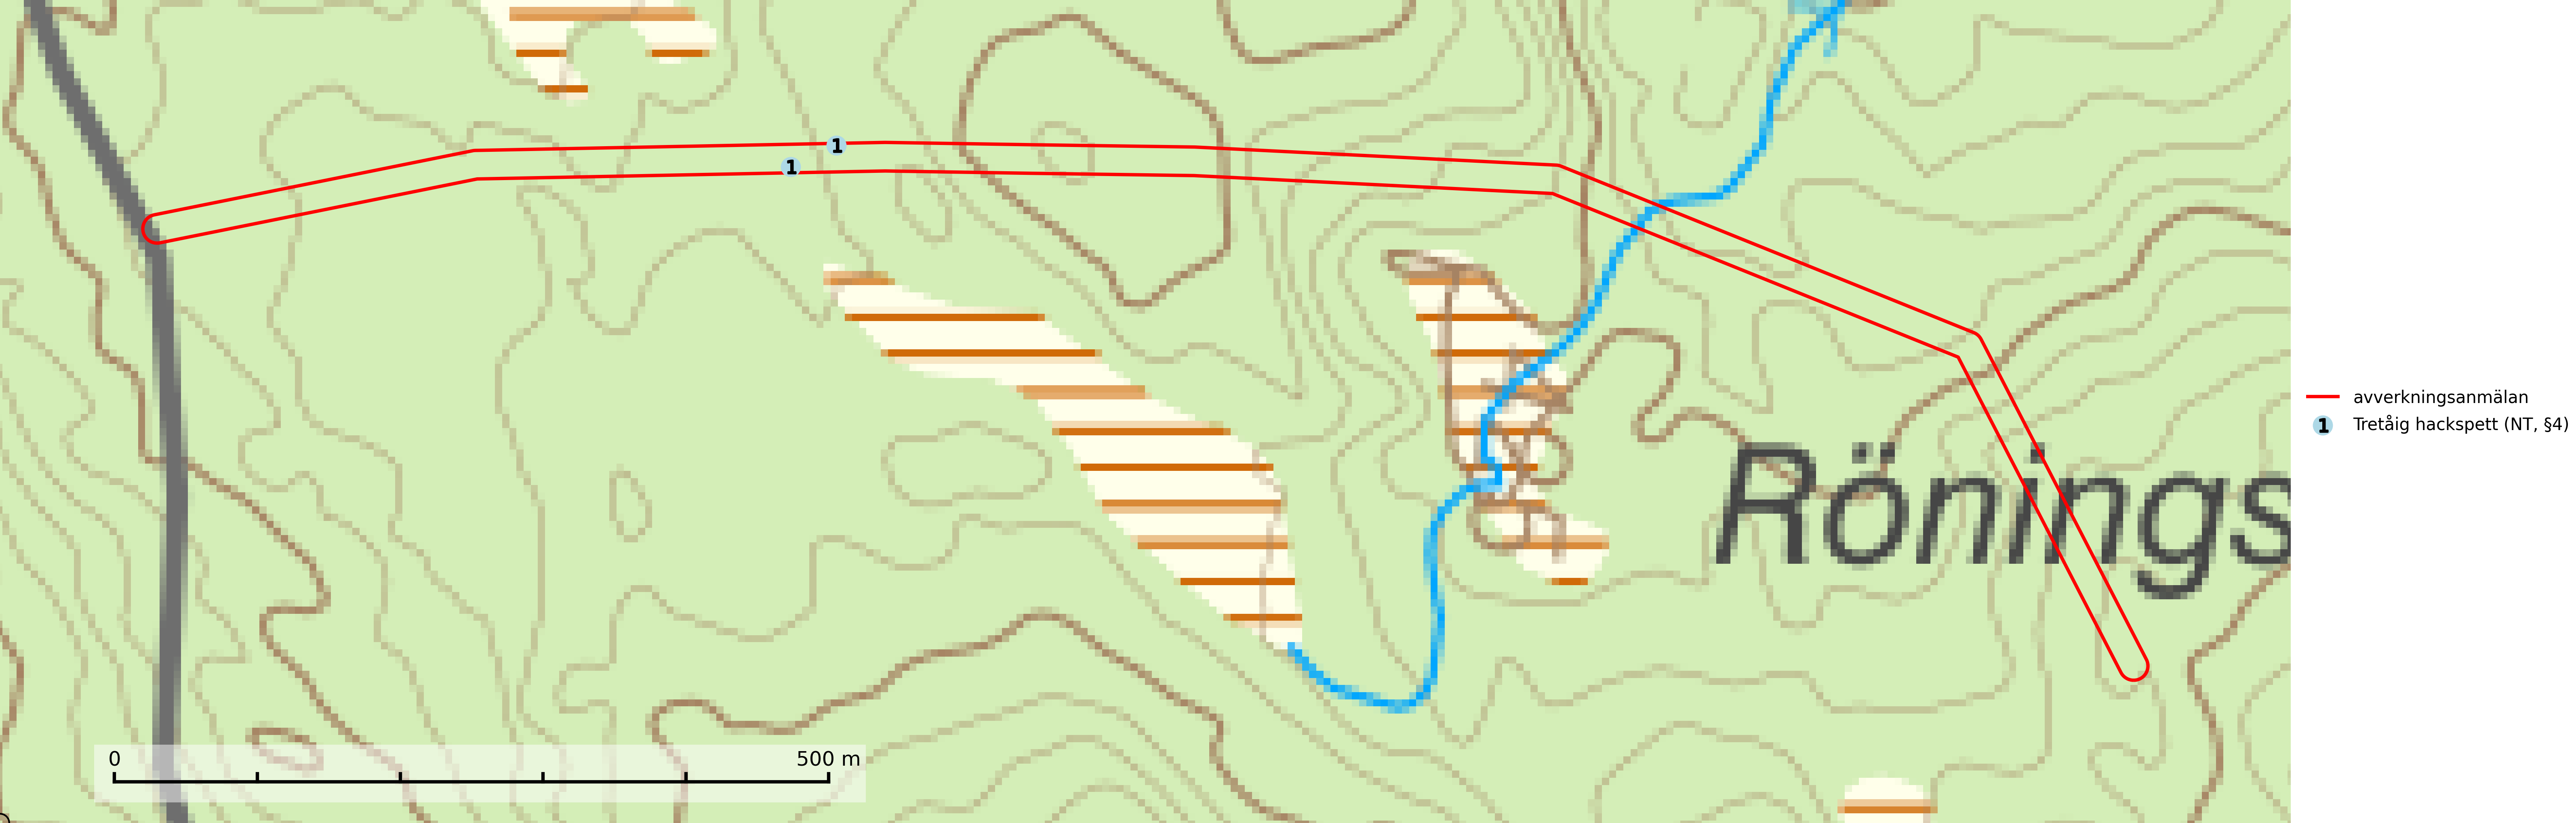 1
1
Rönings
0
500 m
avverkningsanmälan
1 Tretåig hackspett (NT, §4)